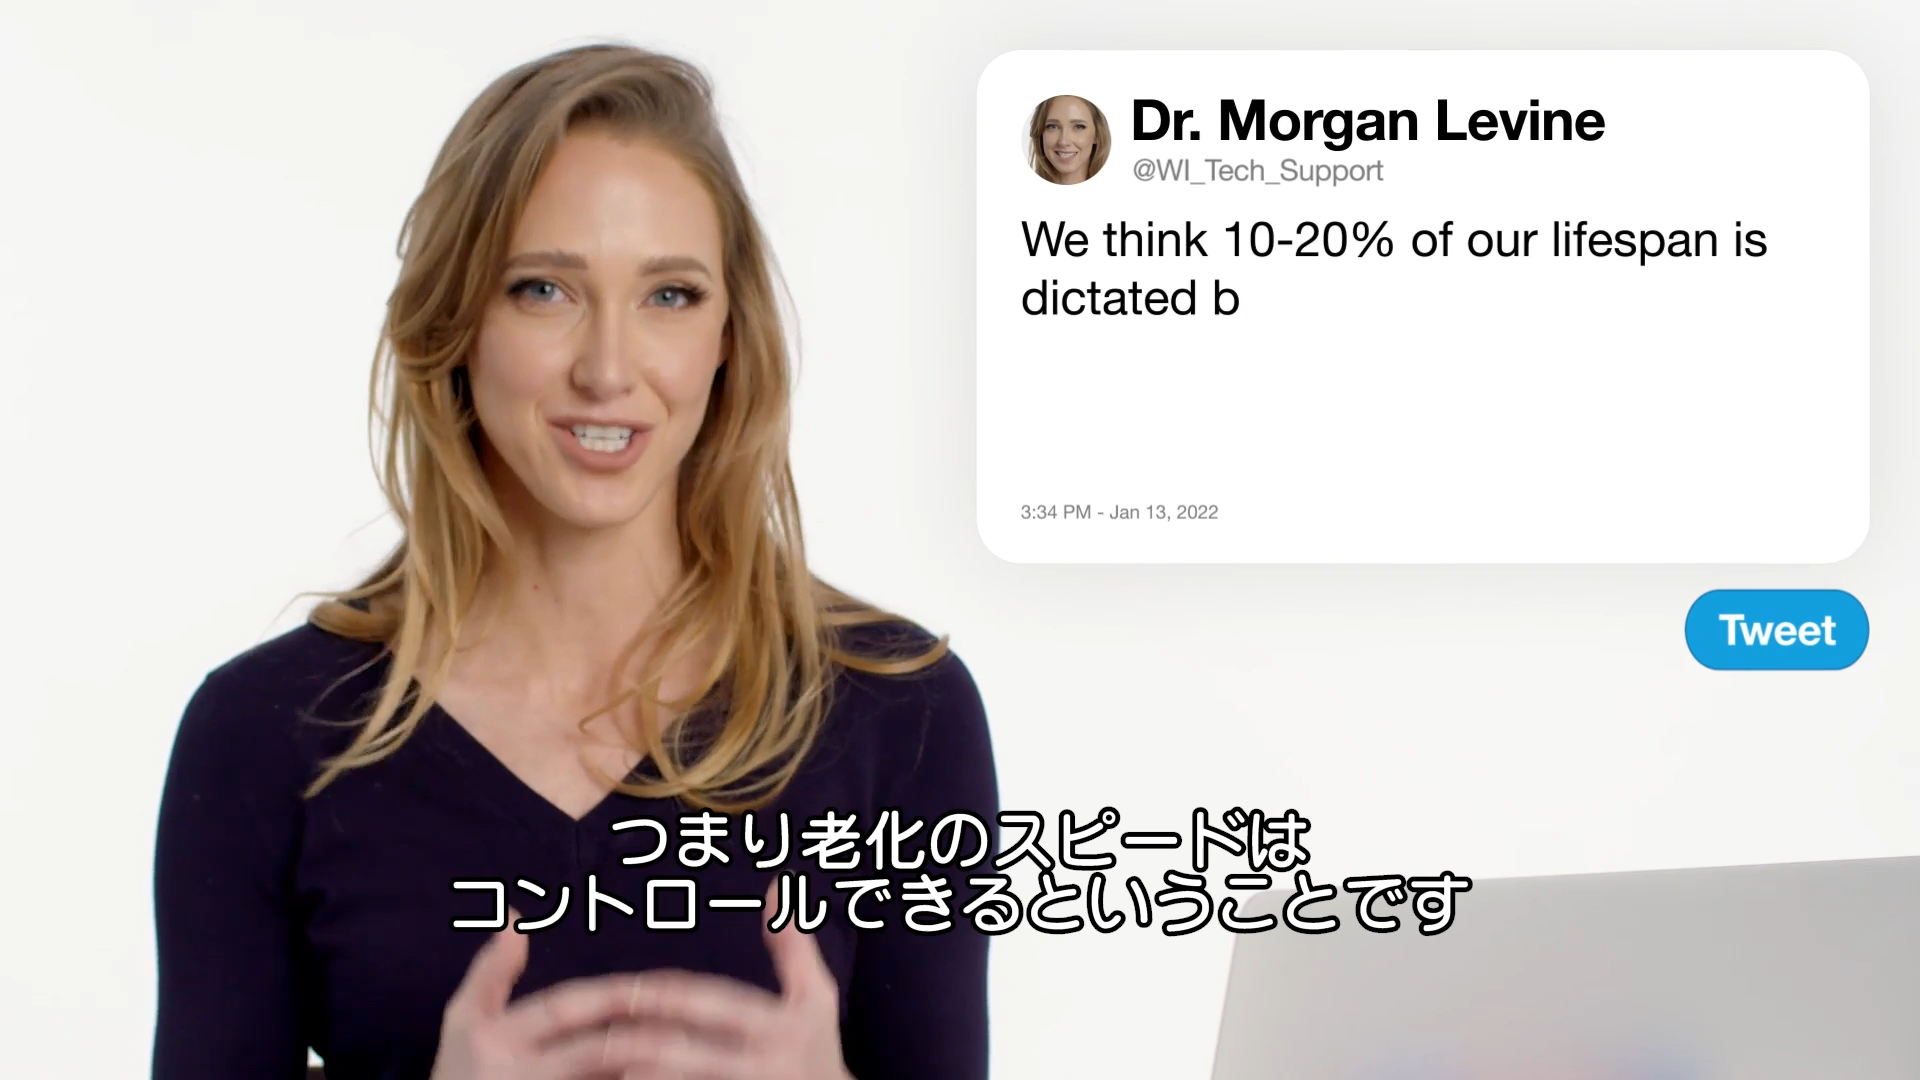 Dr. Morgan Levine
@WI_Tech_Support
We think 10-20% of our lifespan is
dictated b
3:34 PM - Jan 13, 2022
Tweet
つまり老化のスピードは
コントロールできるということです